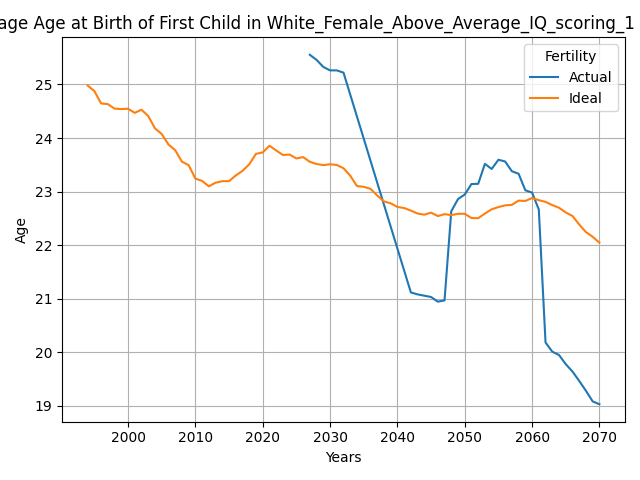 age Age at Birth of First Child in White_Female_Above_Average_IQ_scoring_1
Fertility
Actual
Ideal
25
24
23
22
21
20
19
Age
2000 2010 2020 2030 2040 2050 2060 2070
Years